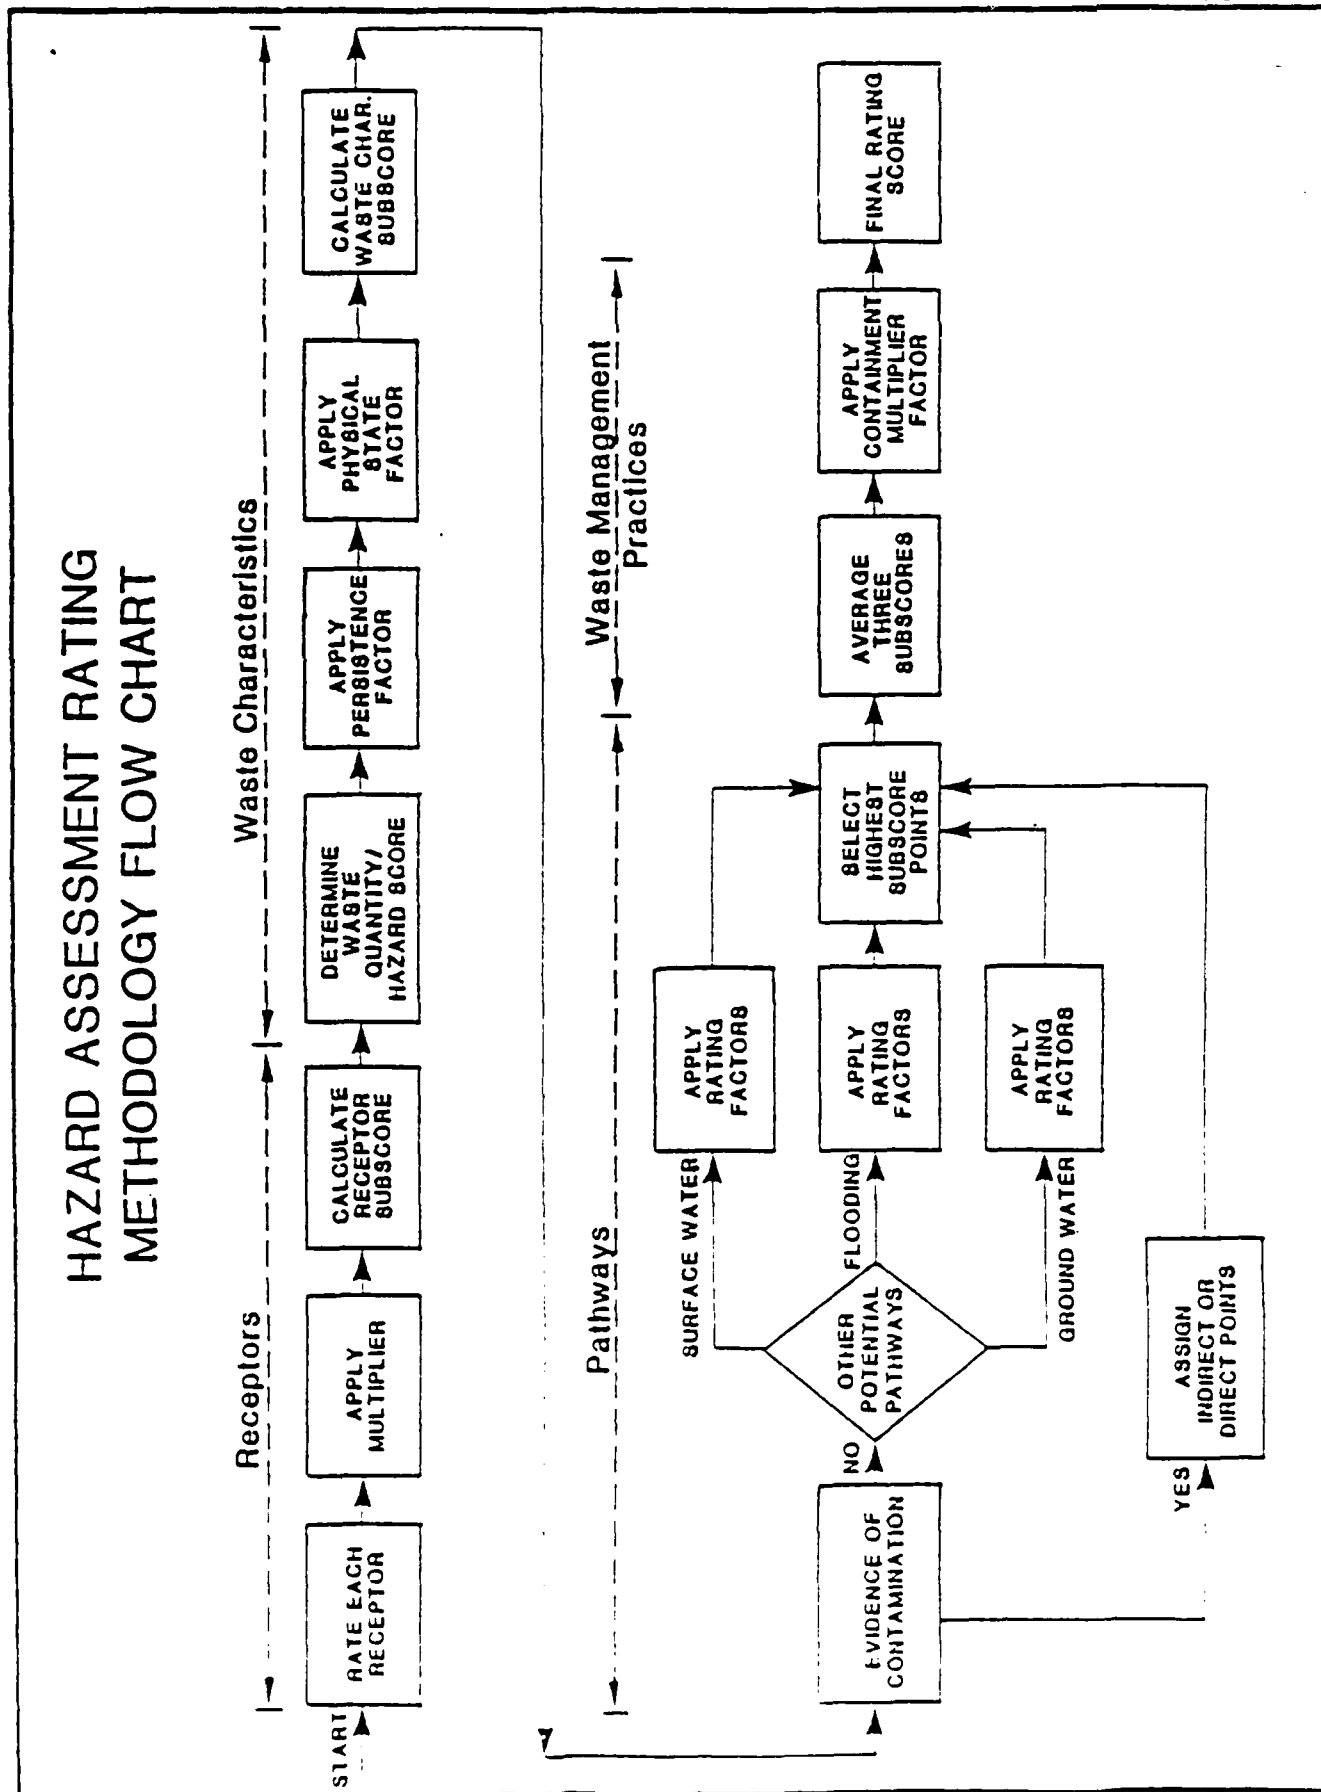 HAZARD ASSESSMENT RATING
METHODOLOGY FLOW CHART
Receptors
Waste Characteristics
START
RATE EACH
RECEPTOR
APPLY
MULTIPLIER
CALCULATE
RECEPTOR
SUBSCORE
DETERMINE
WASTE
QUANTITY/
HAZARD SCORE
APPLY
PERSISTENCE
FACTOR
APPLY
PHYSICAL
STATE
FACTOR
CALCULATE
WASTE CHAR.
SUBSCORE
Pathways
Waste Management
Practices
EVIDENCE OF
CONTAMINATION
NO
YES
OTHER
POTENTIAL
PATHWAYS
SURFACE WATER
APPLY
RATING
FACTORS
FLOODING
APPLY
RATING
FACTORS
GROUND WATER
APPLY
RATING
FACTORS
ASSIGN
INDIRECT OR
DIRECT POINTS
SELECT
HIGHEST
SUBSCORE
POINTS
AVERAGE
THREE
SUBSCORES
APPLY
CONTAINMENT
MULTIPLIER
FACTOR
FINAL RATING
SCORE